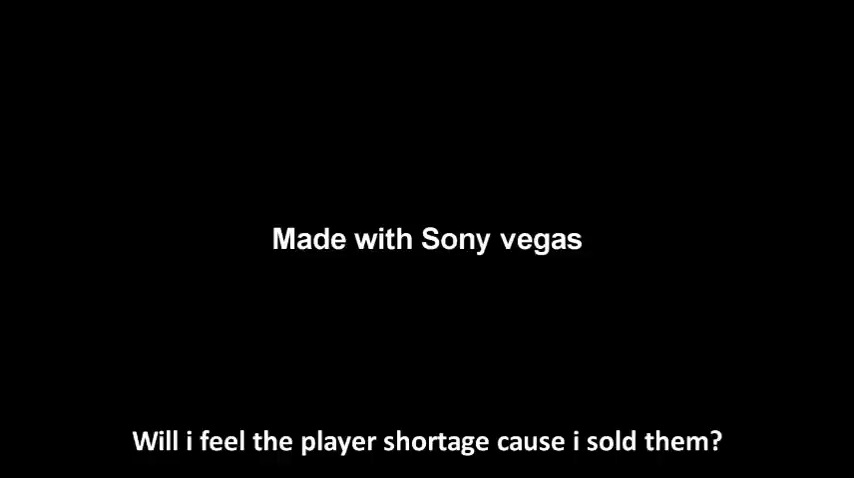 Made with Sony vegas
Will i feel the player shortage cause i sold them?